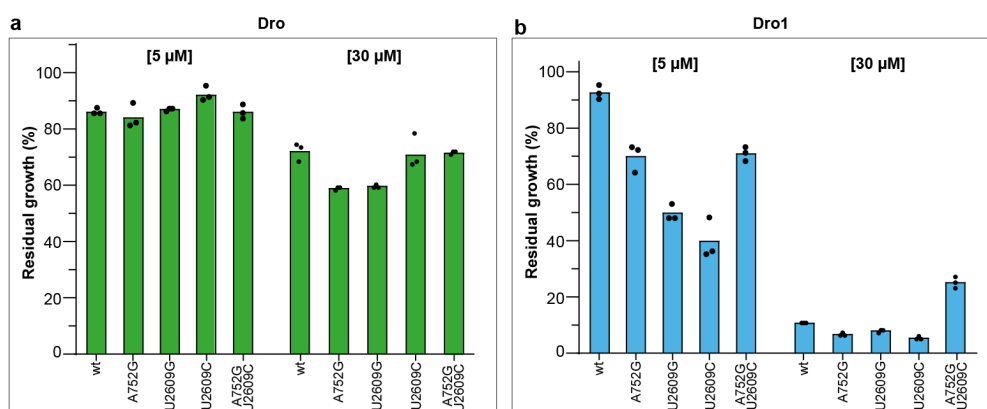 a
Dro
[5 µM]
[30 µM]
Residual growth (%)
100
80
60
40
20
0
wt
A752G
U2609G
U2609C
A752G
U2609C
wt
A752G
U2609G
U2609C
A752G
U2609C
b
Dro1
[5 µM]
[30 µM]
Residual growth (%)
100
80
60
40
20
0
wt
A752G
U2609G
U2609C
A752G
U2609C
wt
A752G
U2609G
U2609C
A752G
U2609C